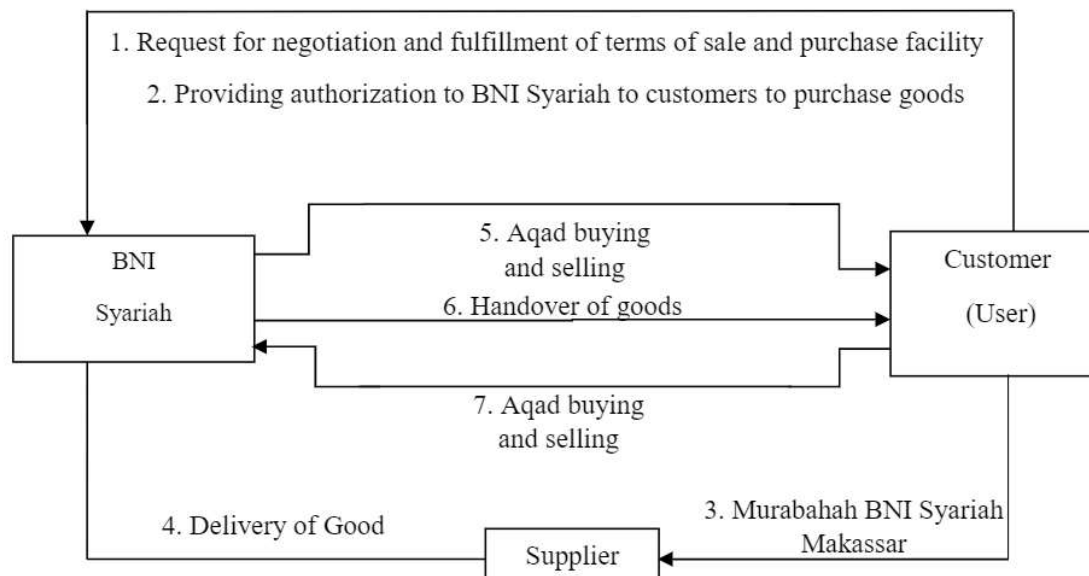 1. Request for negotiation and fulfillment of terms of sale and purchase facility
2. Providing authorization to BNI Syariah to customers to purchase goods
BNI
Syariah
5. Aqad buying
and selling
6. Handover of goods
7. Aqad buying
and selling
Customer
(User)
4. Delivery of Good
Supplier
3. Murabahah BNI Syariah
Makassar